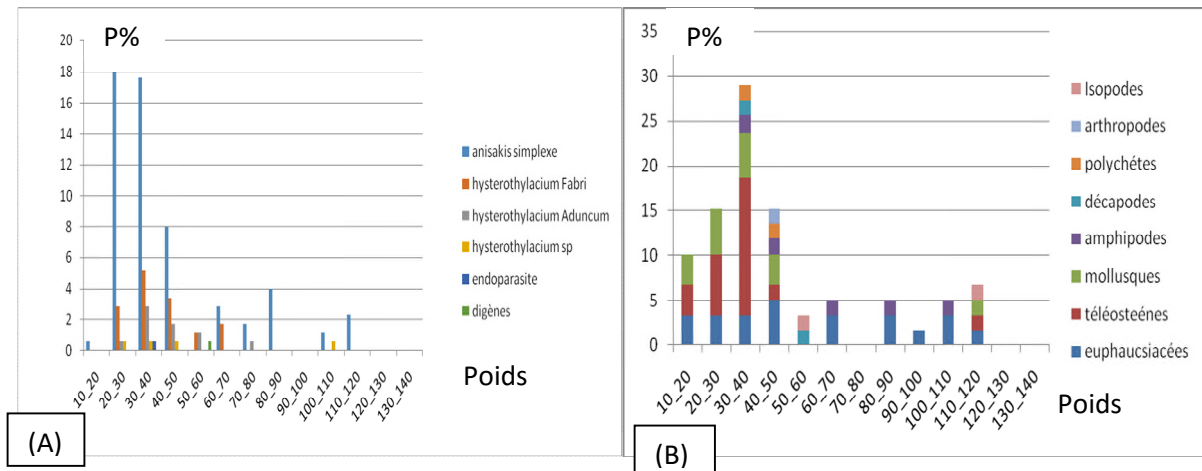 P%
20
18
16
14
12
10
8
6
4
2
0
10_20
20_30
30_40
40_50
50_60
60_70
70_80
80_90
90_100
100_110
110_120
120_130
130_140
Poids
anisakis simplexe
hysterothylacium Fabri
hysterothylacium Aduncum
hysterothylacium sp
endoparasite
digènes
(A)
P%
35
30
25
20
15
10
5
0
10_20
20_30
30_40
40_50
50_60
60_70
70_80
80_90
90_100
100_110
110_120
120_130
130_140
Poids
Isopodes
arthropodes
polychétes
décapodes
amphipodes
mollusques
téléosteénes
euphaucsiacées
(B)